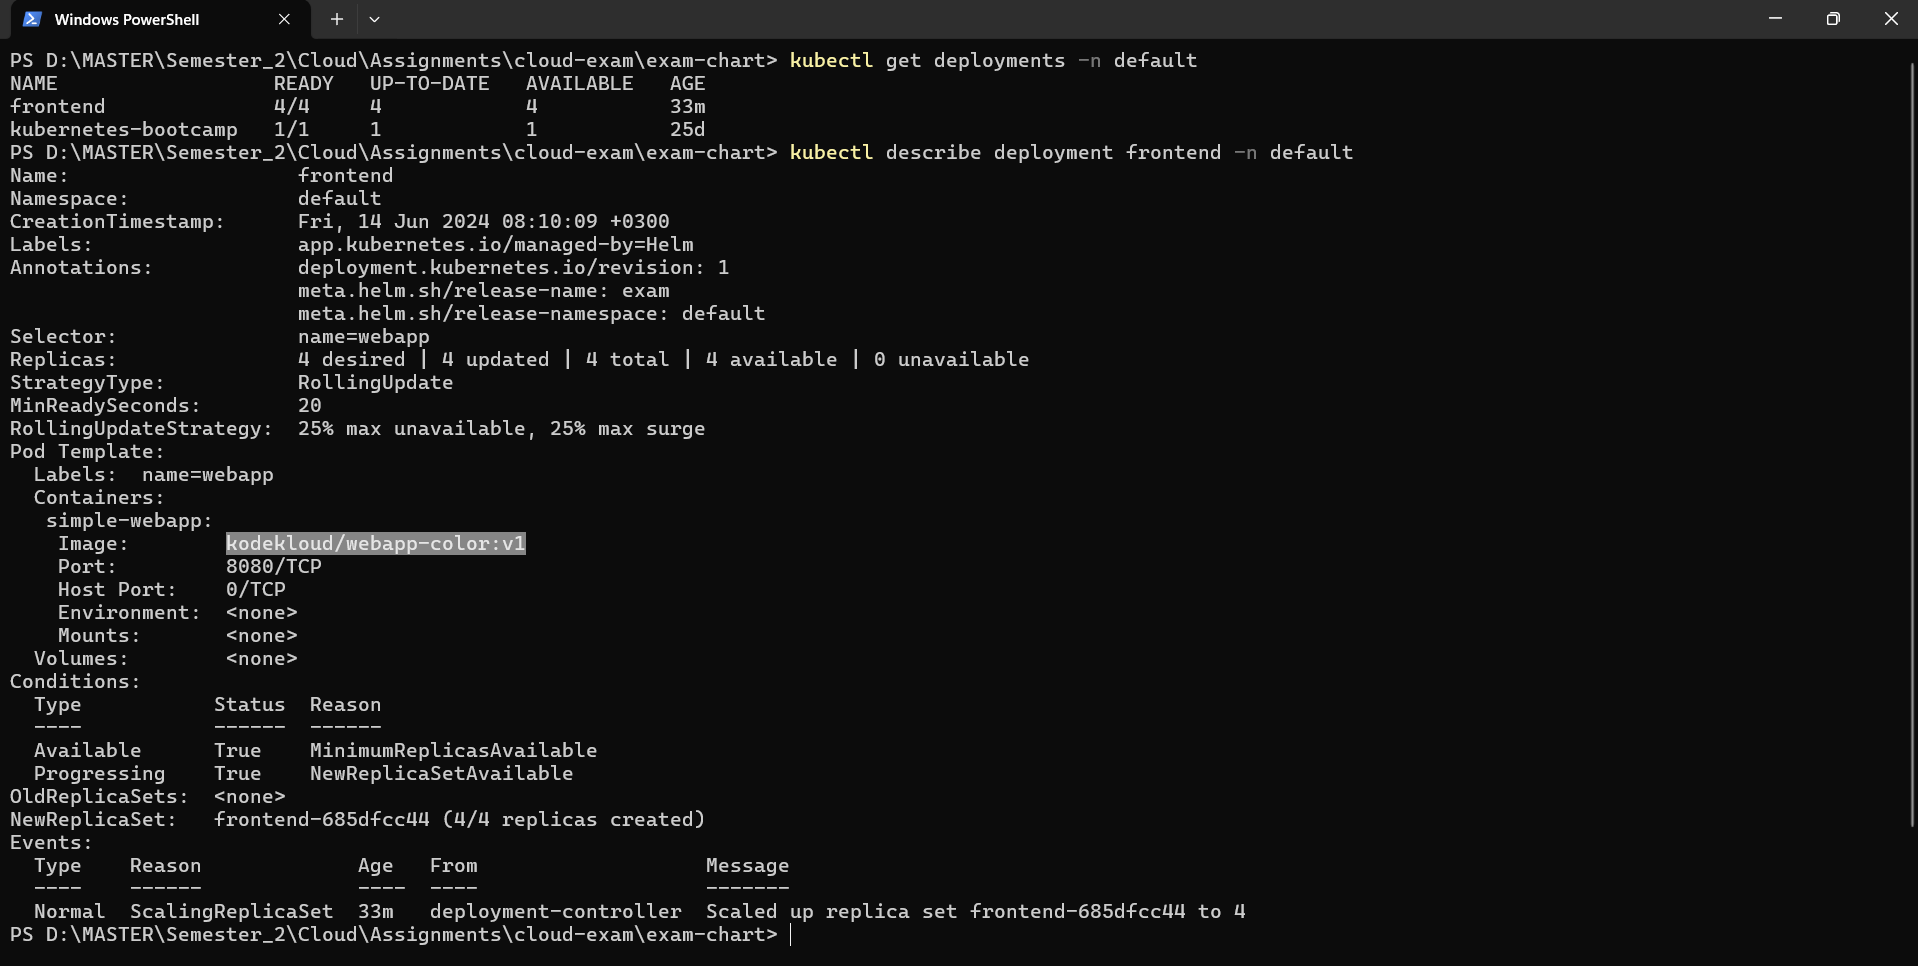 Windows PowerShell
PS D:\MASTER\Semester_2\Cloud\Assignments\cloud-exam\exam-chart> kubectl get deployments -n default
NAME                  READY   UP-TO-DATE   AVAILABLE   AGE
frontend              4/4     4            4           33m
kubernetes-bootcamp   1/1     1            1           25d
PS D:\MASTER\Semester_2\Cloud\Assignments\cloud-exam\exam-chart> kubectl describe deployment frontend -n default
Name:                   frontend
Namespace:              default
CreationTimestamp:      Fri, 14 Jun 2024 08:10:09 +0300
Labels:                 app.kubernetes.io/managed-by=Helm
Annotations:            deployment.kubernetes.io/revision: 1
                        meta.helm.sh/release-name: exam
                        meta.helm.sh/release-namespace: default
Selector:               name=webapp
Replicas:               4 desired | 4 updated | 4 total | 4 available | 0 unavailable
StrategyType:           RollingUpdate
MinReadySeconds:        20
RollingUpdateStrategy:  25% max unavailable, 25% max surge
Pod Template:
  Labels:  name=webapp
  Containers:
   simple-webapp:
    Image:        kodekloud/webapp-color:v1
    Port:         8080/TCP
    Host Port:    0/TCP
    Environment:  <none>
    Mounts:       <none>
  Volumes:        <none>
Conditions:
  Type           Status  Reason
  ----           ------  ------
  Available      True    MinimumReplicasAvailable
  Progressing    True    NewReplicaSetAvailable
OldReplicaSets:  <none>
NewReplicaSet:   frontend-685dfcc44 (4/4 replicas created)
Events:
  Type    Reason             Age   From                   Message
  ----    ------             ----  ----                   -------
  Normal  ScalingReplicaSet  33m   deployment-controller  Scaled up replica set frontend-685dfcc44 to 4
PS D:\MASTER\Semester_2\Cloud\Assignments\cloud-exam\exam-chart>